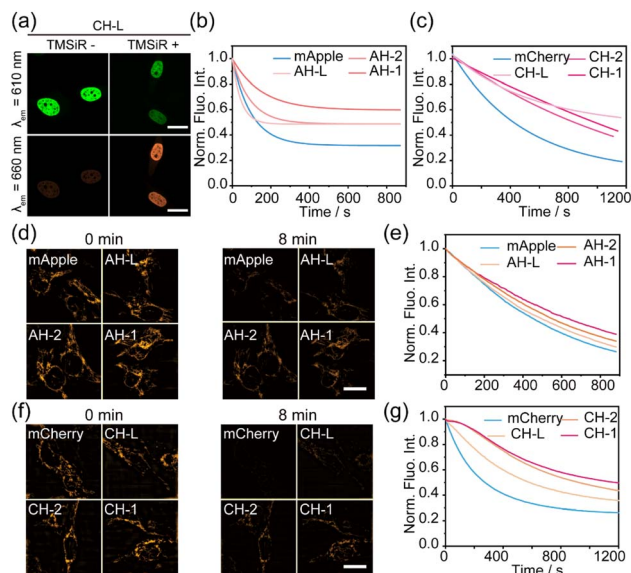 (a)
CH-L
TMSiR - TMSiR +
λem = 610 nm
λem = 660 nm
(b)
mApple AH-2
AH-L AH-1
Norm. Fluo. Int.
1.0
0.8
0.6
0.4
0.2
0.0
0 200 400 600 800
Time / s
(c)
mCherry CH-2
CH-L CH-1
Norm. Fluo. Int.
1.0
0.8
0.6
0.4
0.2
0.0
0 400 800 1200
Time / s
(d)
0 min 8 min
mApple AH-L mApple AH-L
AH-2 AH-1 AH-2 AH-1
(e)
mApple AH-2
AH-L AH-1
Norm. Fluo. Int.
1.0
0.8
0.6
0.4
0.2
0 200 400 600 800
Time / s
(f)
0 min 8 min
mCherry CH-L mCherry CH-L
CH-2 CH-1 CH-2 CH-1
(g)
mCherry CH-2
CH-L CH-1
Norm. Fluo. Int.
1.0
0.8
0.6
0.4
0.2
0.0
0 400 800 1200
Time / s